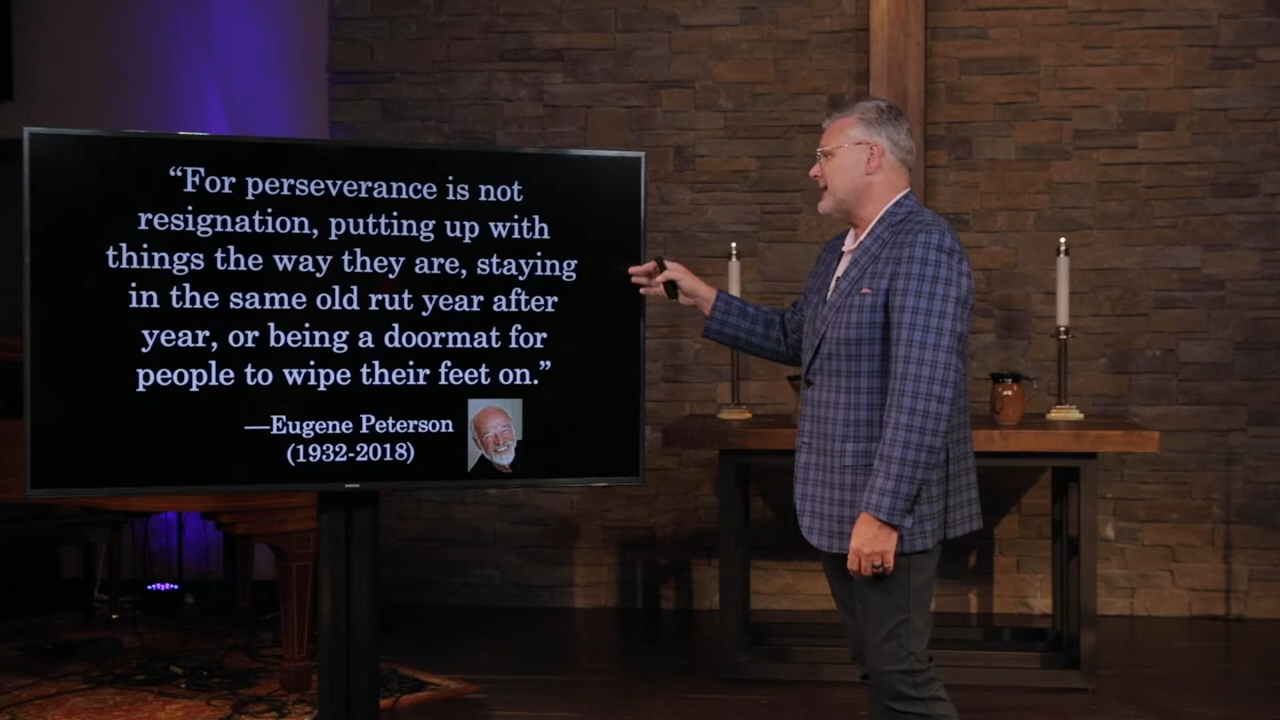 “For perseverance is not
resignation, putting up with
things the way they are, staying
in the same old rut year after
year, or being a doormat for
people to wipe their feet on.”
—Eugene Peterson
(1932-2018)